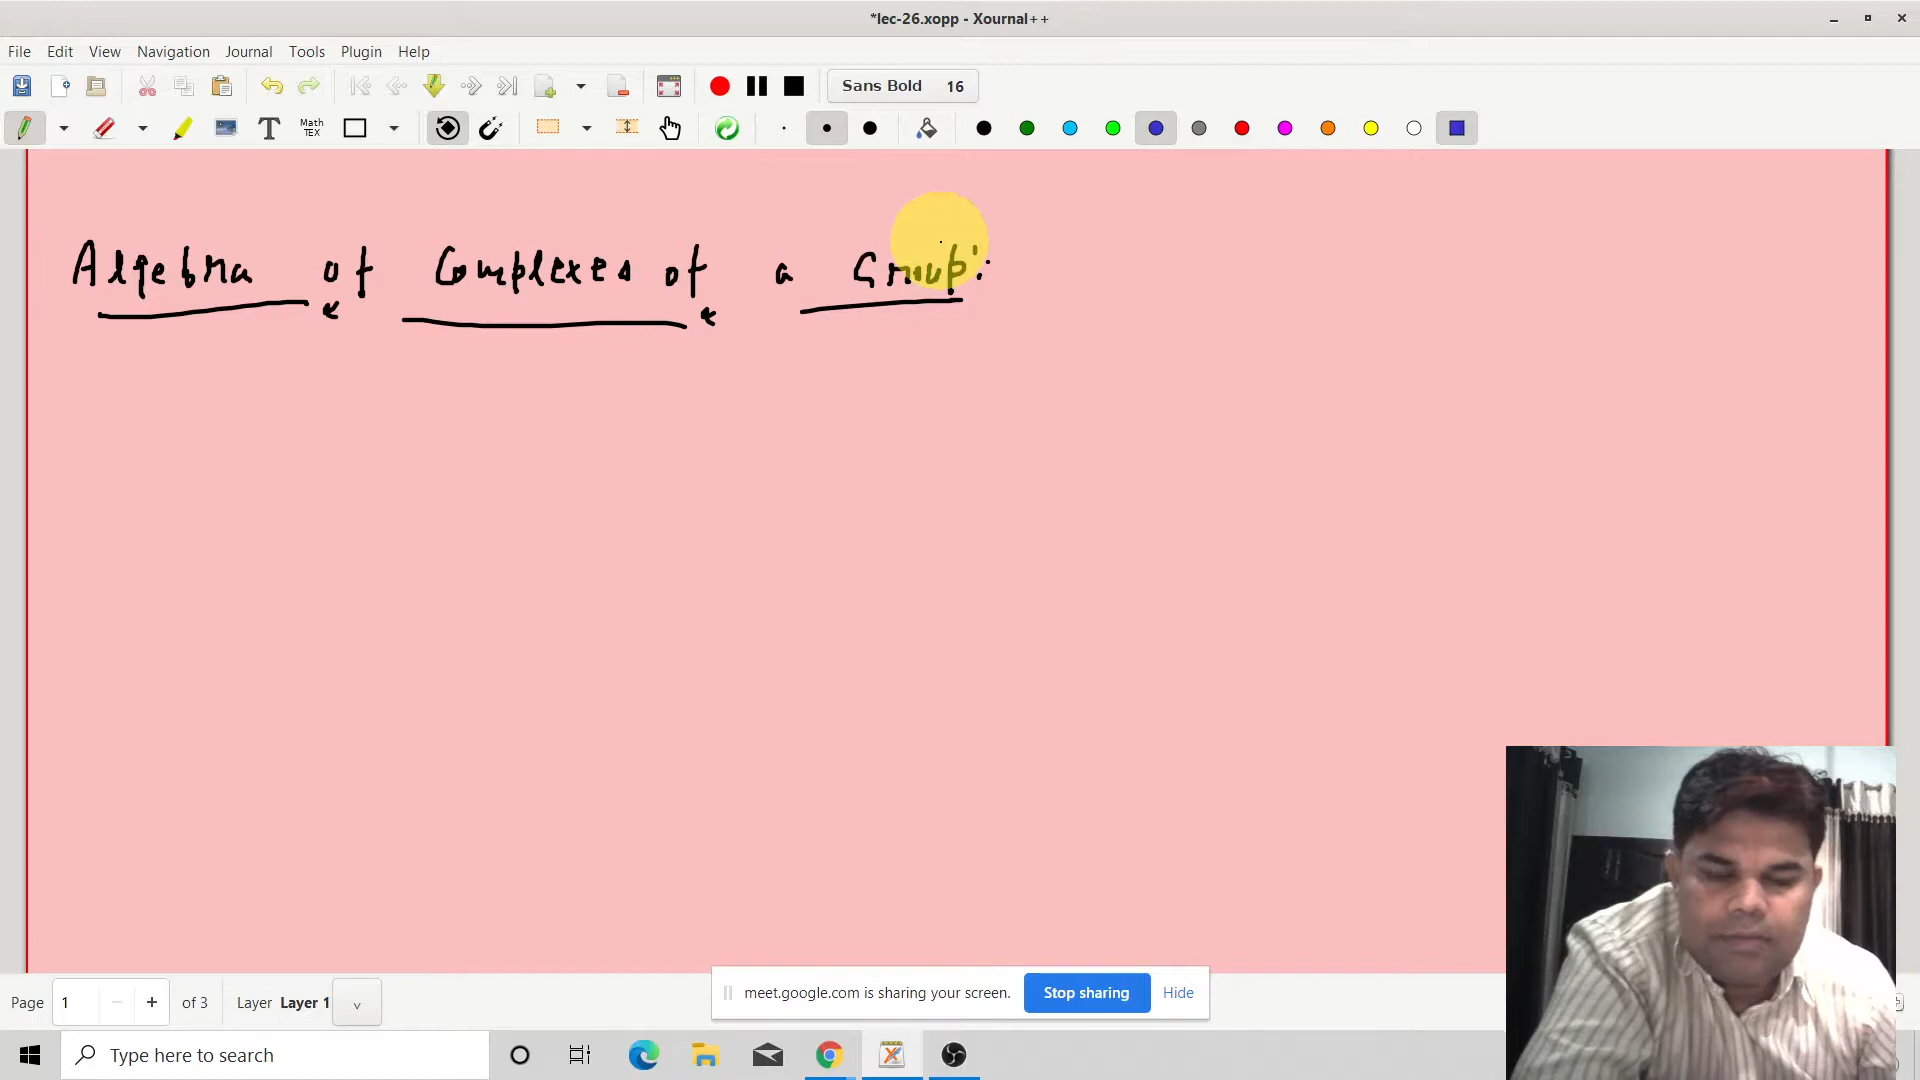 *lec-26.xopp - Xournal++
File Edit View Navigation Journal Tools Plugin Help
Sans Bold 16
Math TEX
Algebra of Complexes of a Group:
meet.google.com is sharing your screen. Stop sharing Hide
Page 1 of 3 Layer Layer 1
Type here to search